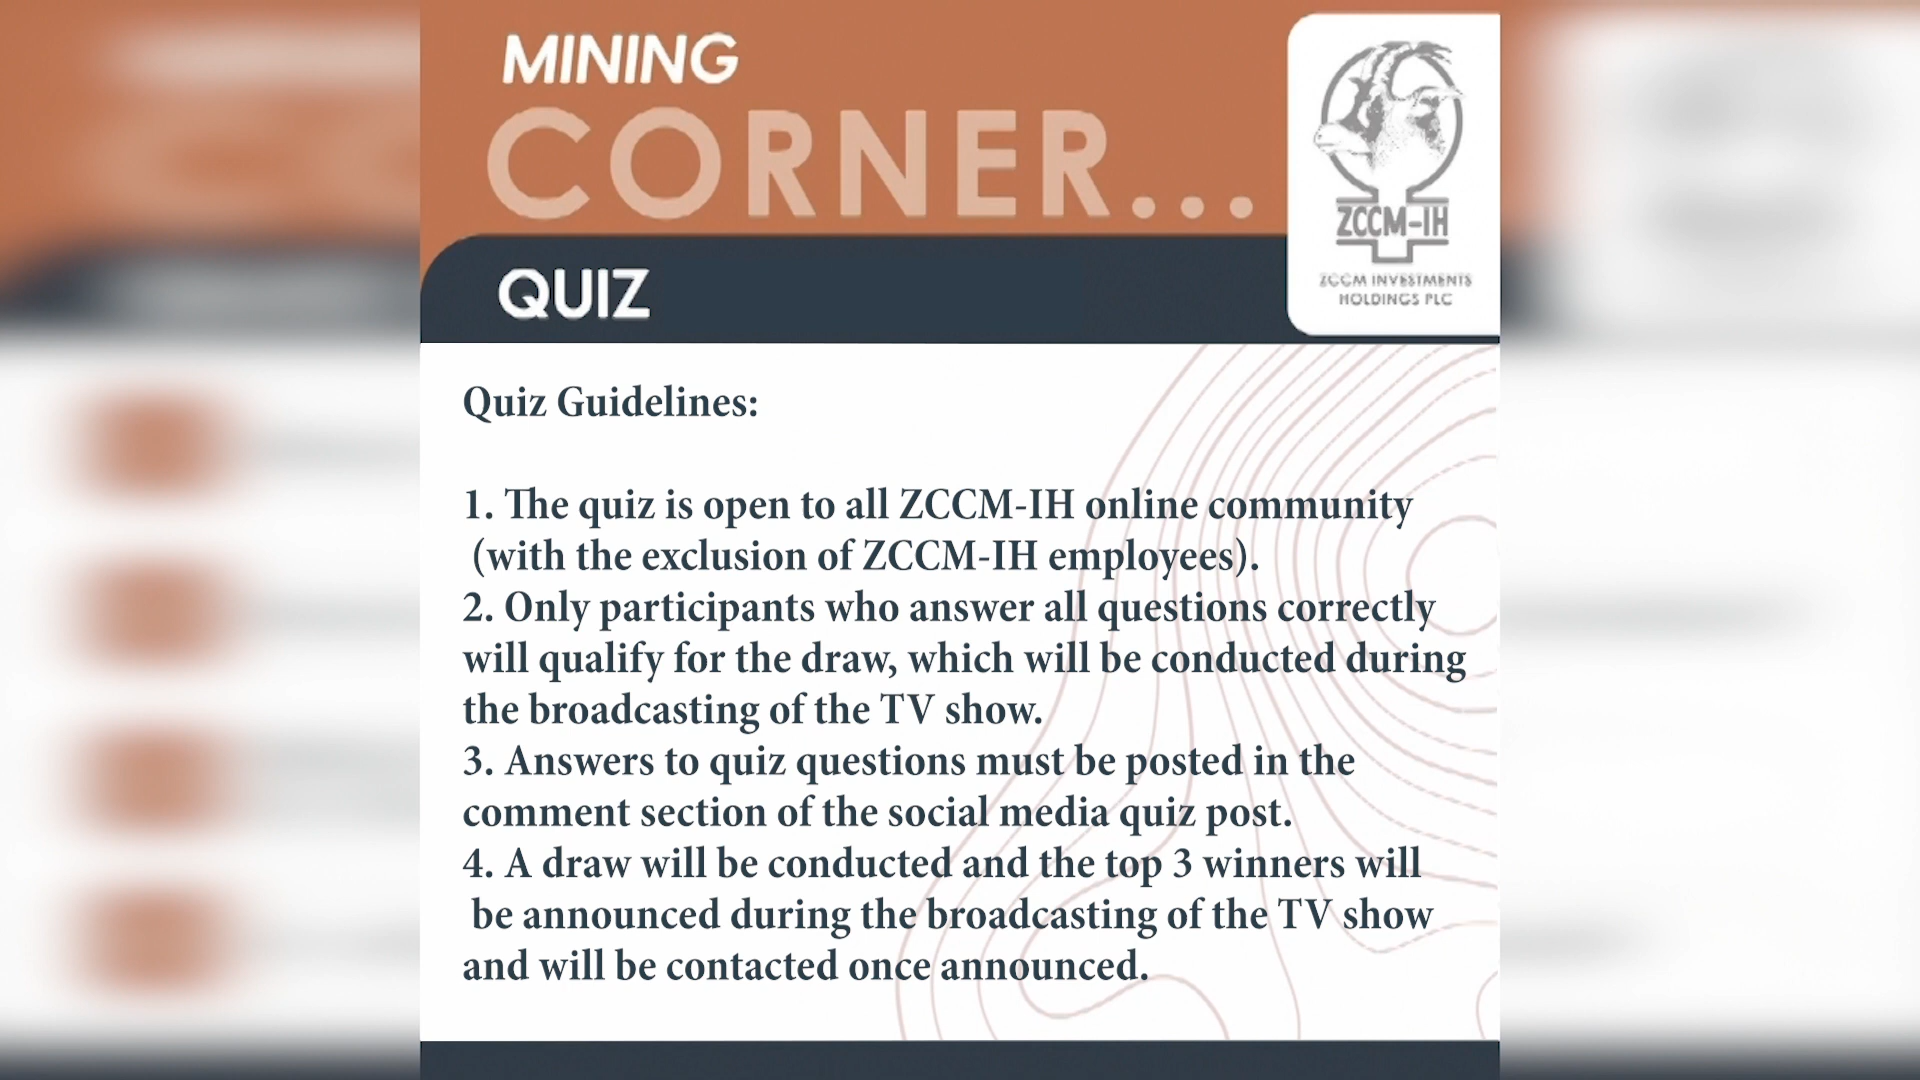 MINING
CORNER...
ZCCM-IH
ZCCM INVESTMENTS
HOLDINGS PLC
QUIZ
Quiz Guidelines:
1. The quiz is open to all ZCCM-IH online community
(with the exclusion of ZCCM-IH employees).
2. Only participants who answer all questions correctly
will qualify for the draw, which will be conducted during
the broadcasting of the TV show.
3. Answers to quiz questions must be posted in the
comment section of the social media quiz post.
4. A draw will be conducted and the top 3 winners will
be announced during the broadcasting of the TV show
and will be contacted once announced.